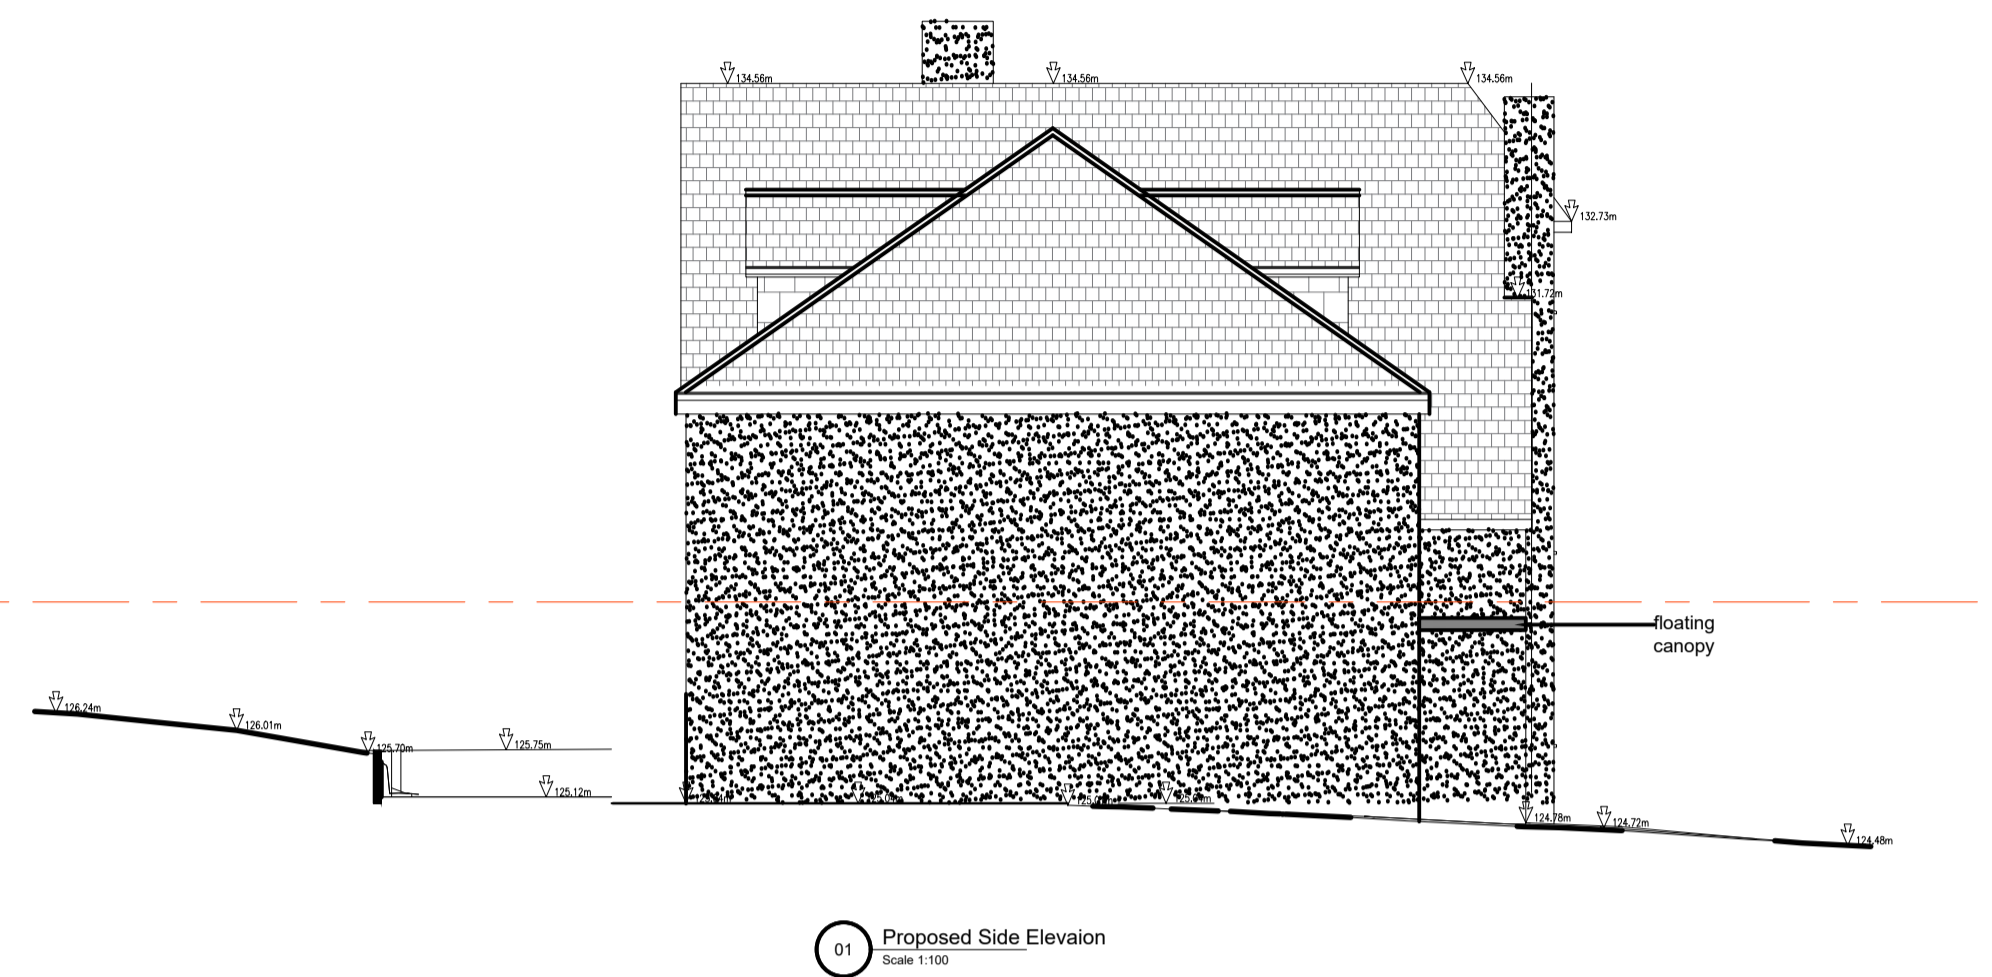 134.56m
134.56m
134.56m
132.73m
131.72m
floating
canopy
126.24m
126.01m
125.70m
125.75m
125.12m
124.78m
124.72m
124.48m
01
Proposed Side Elevaion
Scale 1:100